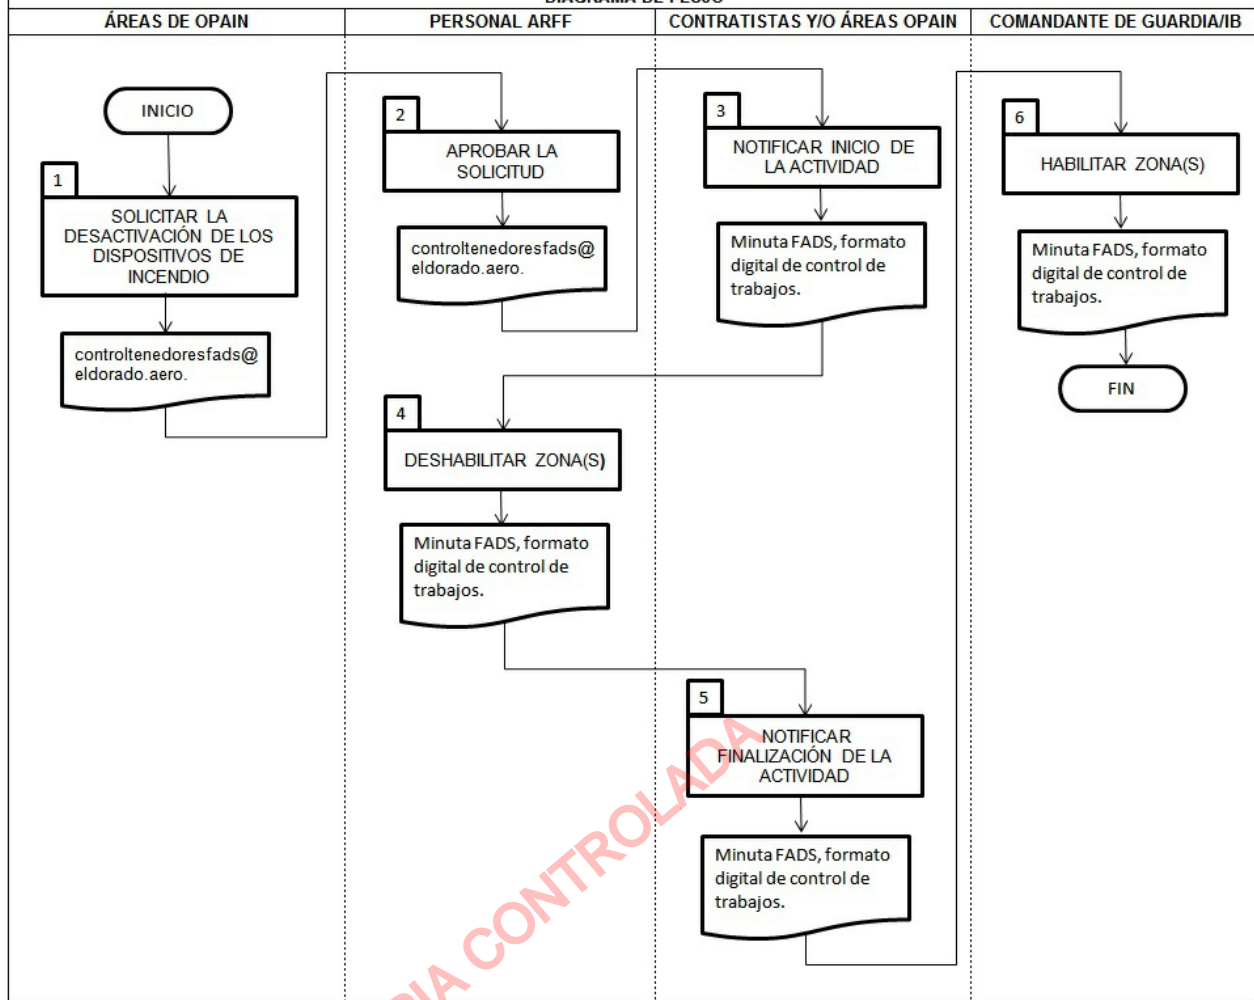 ÁREAS DE OPAIN
PERSONAL ARFF
CONTRATISTAS Y/O ÁREAS OPAIN
COMANDANTE DE GUARDIA/IB
INICIO
1
SOLICITAR LA
DESACTIVACIÓN DE LOS
DISPOSITIVOS DE
INCENDIO
controltenedoresfads@
eldorado.aero.
2
APROBAR LA
SOLICITUD
controltenedoresfads@
eldorado.aero.
3
NOTIFICAR INICIO DE
LA ACTIVIDAD
Minuta FADS, formato
digital de control de
trabajos.
4
DESHABILITAR ZONA(S)
Minuta FADS, formato
digital de control de
trabajos.
5
NOTIFICAR
FINALIZACIÓN DE LA
ACTIVIDAD
Minuta FADS, formato
digital de control de
trabajos.
6
HABILITAR ZONA(S)
Minuta FADS, formato
digital de control de
trabajos.
FIN
CONTROLADA